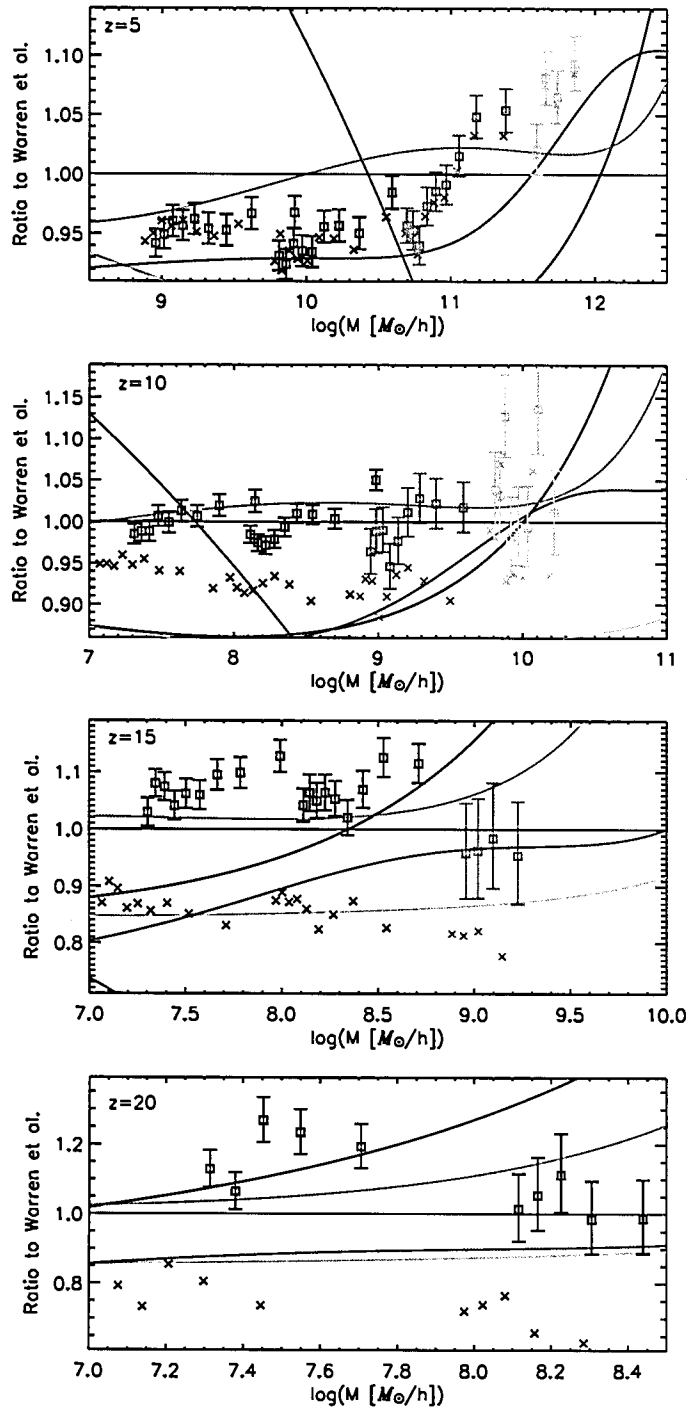 z=5
Ratio to Warren et al.
1.10
1.05
1.00
0.95
9 10 11 12
log(M [M⊙/h])
z=10
Ratio to Warren et al.
1.15
1.10
1.05
1.00
0.95
0.90
7 8 9 10 11
log(M [M⊙/h])
z=15
Ratio to Warren et al.
1.1
1.0
0.9
0.8
7.0 7.5 8.0 8.5 9.0 9.5 10.0
log(M [M⊙/h])
z=20
Ratio to Warren et al.
1.2
1.0
0.8
7.0 7.2 7.4 7.6 7.8 8.0 8.2 8.4
log(M [M⊙/h])